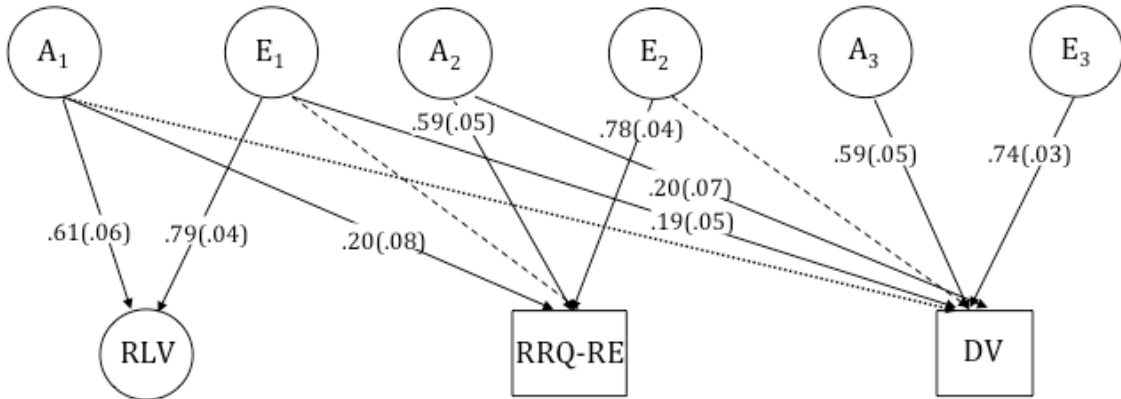 A₁ E₁ A₂ E₂ A₃ E₃
.59(.05) .78(.04)
.59(.05) .74(.03)
.20(.07)
.19(.05)
.61(.06) .79(.04) .20(.08)
RLV RRQ-RE DV